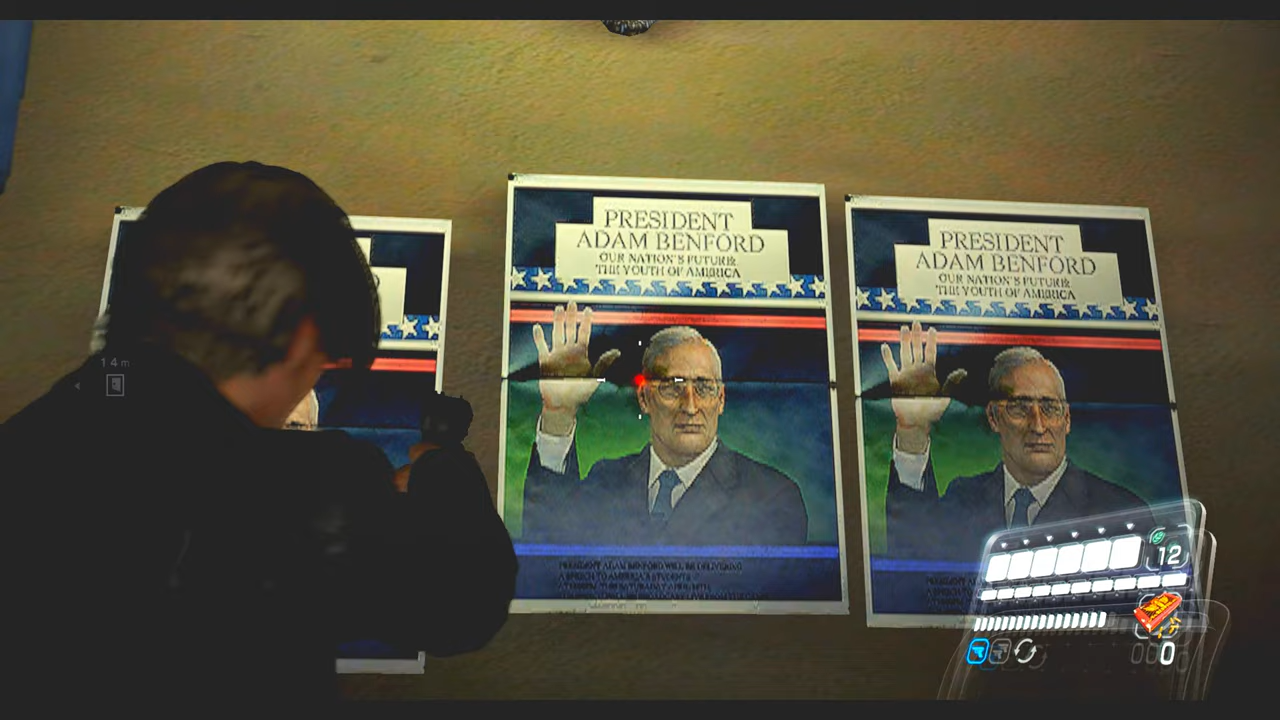 PRESIDENT
ADAM BENFORD
OUR NATION'S FUTURE:
THE YOUTH OF AMERICA
PRESIDENT ADAM BENFORD WILL BE DELIVERING
A SPEECH TO AMERICA'S STUDENTS
PRESIDENT
ADAM BENFORD
OUR NATION'S FUTURE:
THE YOUTH OF AMERICA
14m
12
0